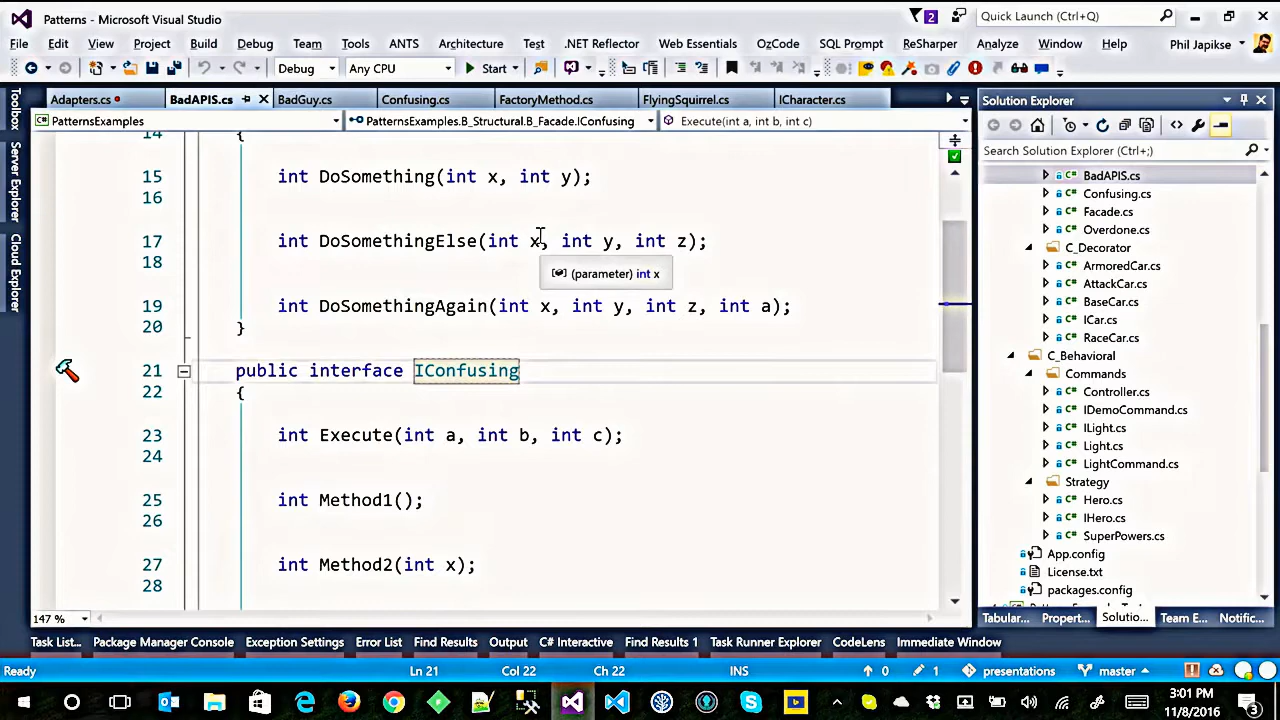 Patterns - Microsoft Visual Studio
2
Quick Launch (Ctrl+Q)
File Edit View Project Build Debug Team Tools ANTS Architecture Test .NET Reflector Web Essentials OzCode SQL Prompt ReSharper Analyze Window Help Phil Japikse
Debug Any CPU Start
Toolbox
Server Explorer
Cloud Explorer
Adapters.cs BadAPIS.cs BadGuy.cs Confusing.cs FactoryMethod.cs FlyingSquirrel.cs ICharacter.cs
PatternsExamples PatternsExamples.B_Structural.B_Facade.IConfusing Execute(int a, int b, int c)
14 {
15 int DoSomething(int x, int y);
16
17 int DoSomethingElse(int x, int y, int z);
(parameter) int x
18
19 int DoSomethingAgain(int x, int y, int z, int a);
20 }
21 public interface IConfusing
22 {
23 int Execute(int a, int b, int c);
24
25 int Method1();
26
27 int Method2(int x);
28
147 %
Solution Explorer
Search Solution Explorer (Ctrl+;)
C# BadAPIS.cs
C# Confusing.cs
C# Facade.cs
C# Overdone.cs
C_Decorator
C# ArmoredCar.cs
C# AttackCar.cs
C# BaseCar.cs
C# ICar.cs
C# RaceCar.cs
C_Behavioral
Commands
C# Controller.cs
C# IDemoCommand.cs
C# ILight.cs
C# Light.cs
C# LightCommand.cs
Strategy
C# Hero.cs
C# IHero.cs
C# SuperPowers.cs
App.config
License.txt
packages.config
Tabular... Propert... Solutio... Team E... Notific...
Task List... Package Manager Console Exception Settings Error List Find Results Output C# Interactive Find Results 1 Task Runner Explorer CodeLens Immediate Window
Ready Ln 21 Col 22 Ch 22 INS 0 1 presentations master
3:01 PM
11/8/2016
3